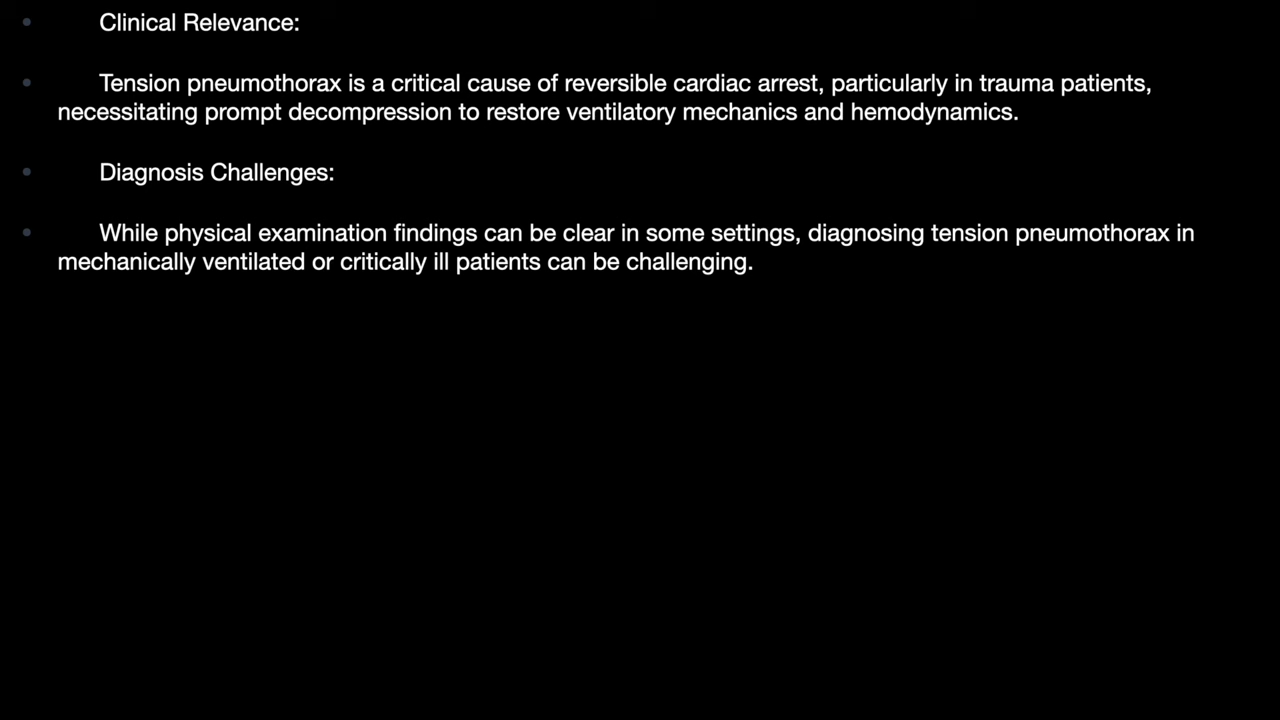 Clinical Relevance:
Tension pneumothorax is a critical cause of reversible cardiac arrest, particularly in trauma patients,
necessitating prompt decompression to restore ventilatory mechanics and hemodynamics.
Diagnosis Challenges:
While physical examination findings can be clear in some settings, diagnosing tension pneumothorax in
mechanically ventilated or critically ill patients can be challenging.